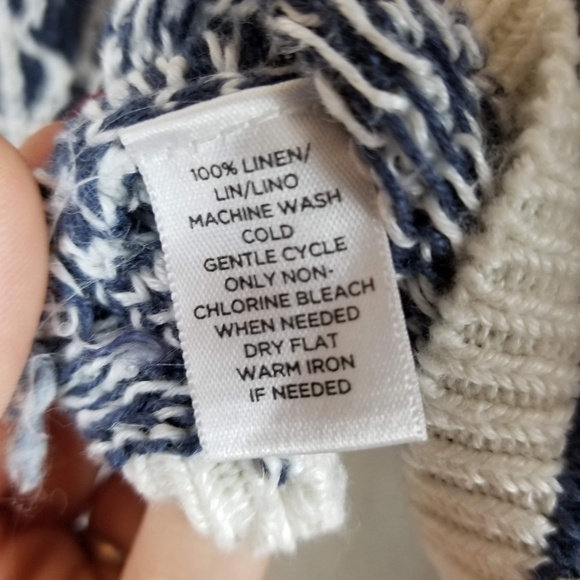 100% LINEN/
LIN/LINO
MACHINE WASH
COLD
GENTLE CYCLE
ONLY NON-
CHLORINE BLEACH
WHEN NEEDED
DRY FLAT
WARM IRON
IF NEEDED